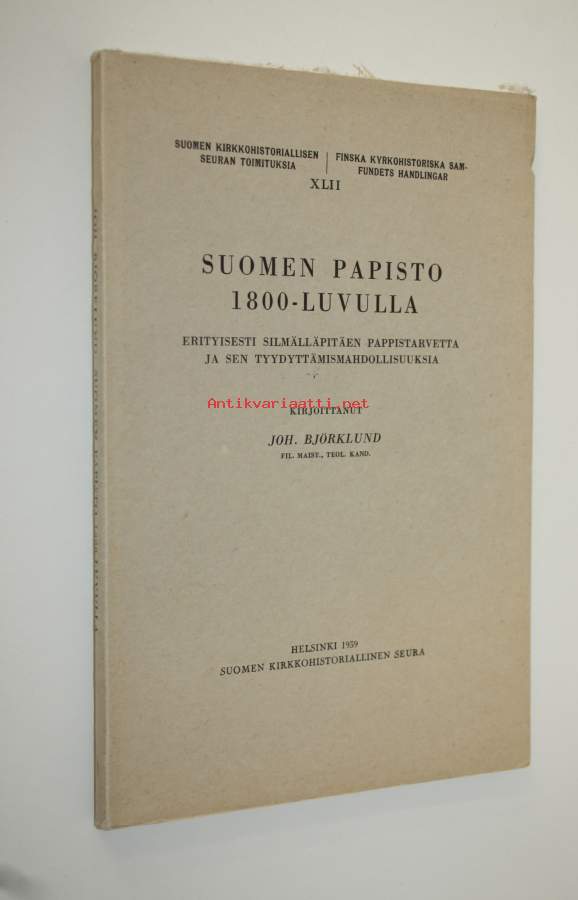 SUOMEN KIRKKOHISTORIALLISEN
SEURAN TOIMITUKSIA
FINSKA KYRKOHISTORISKA SAM-
FUNDETS HANDLINGAR
XLII
SUOMEN PAPISTO
1800-LUVULLA
ERITYISESTI SILMÄLLÄPITÄEN PAPPISTARVETTA
JA SEN TYYDYTTÄMISMAHDOLLISUUKSIA
Antikvariaatti.net
KIRJOITTANUT
JOH. BJÖRKLUND
FIL. MAIST., TEOL. KAND.
HELSINKI 1939
SUOMEN KIRKKOHISTORIALLINEN SEURA